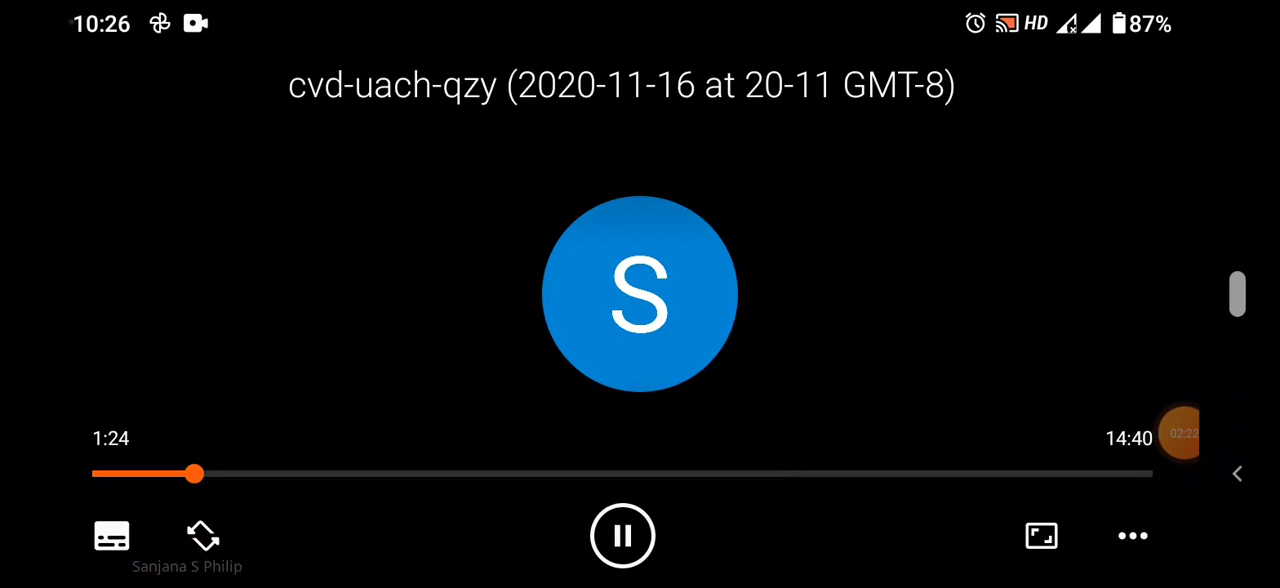 10:26 HD 87%
cvd-uach-qzy (2020-11-16 at 20-11 GMT-8)
S
1:24 14:40
02:22
Sanjana S Philip